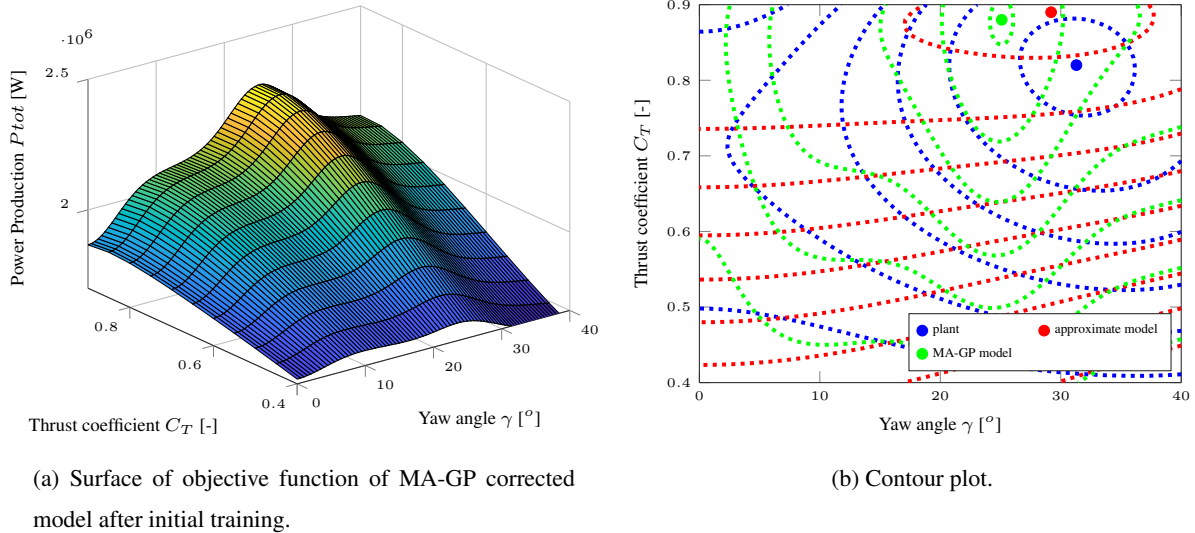 ·10⁶
2.5
2
Power Production Ptot [W]
0.8
0.6
0.4
0
10
20
30
40
Thrust coefficient C_T [-]
Yaw angle γ [°]
(a) Surface of objective function of MA-GP corrected
model after initial training.
0.9
0.8
0.7
0.6
0.5
0.4
Thrust coefficient C_T [-]
plant
approximate model
MA-GP model
0
10
20
30
40
Yaw angle γ [°]
(b) Contour plot.